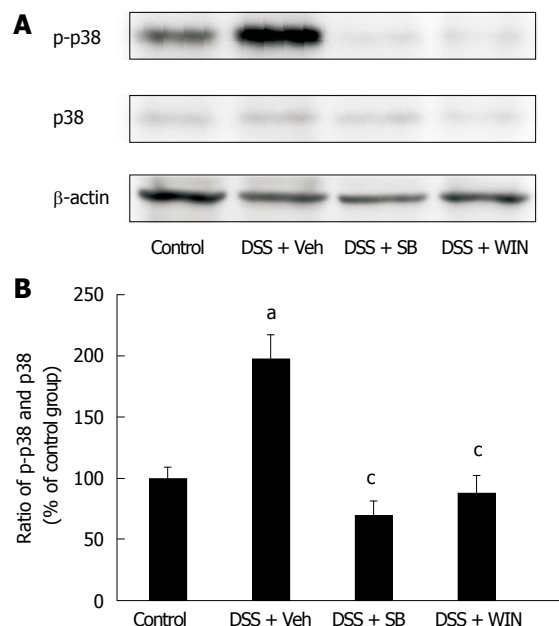 A
p-p38
p38
β-actin
Control DSS + Veh DSS + SB DSS + WIN
B
Ratio of p-p38 and p38
(% of control group)
250
200
150
100
50
0
a
c
c
Control DSS + Veh DSS + SB DSS + WIN